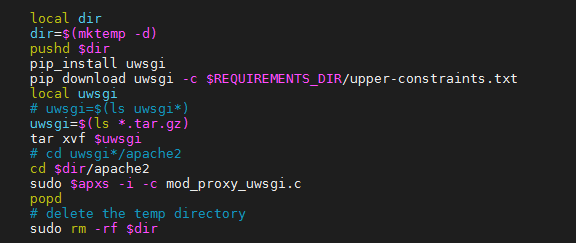 local dir
dir=$(mktemp -d)
pushd $dir
pip_install uwsgi
pip download uwsgi -c $REQUIREMENTS_DIR/upper-constraints.txt
local uwsgi
# uwsgi=$(ls uwsgi*)
uwsgi=$(ls *.tar.gz)
tar xvf $uwsgi
# cd uwsgi*/apache2
cd $dir/apache2
sudo $apxs -i -c mod_proxy_uwsgi.c
popd
# delete the temp directory
sudo rm -rf $dir